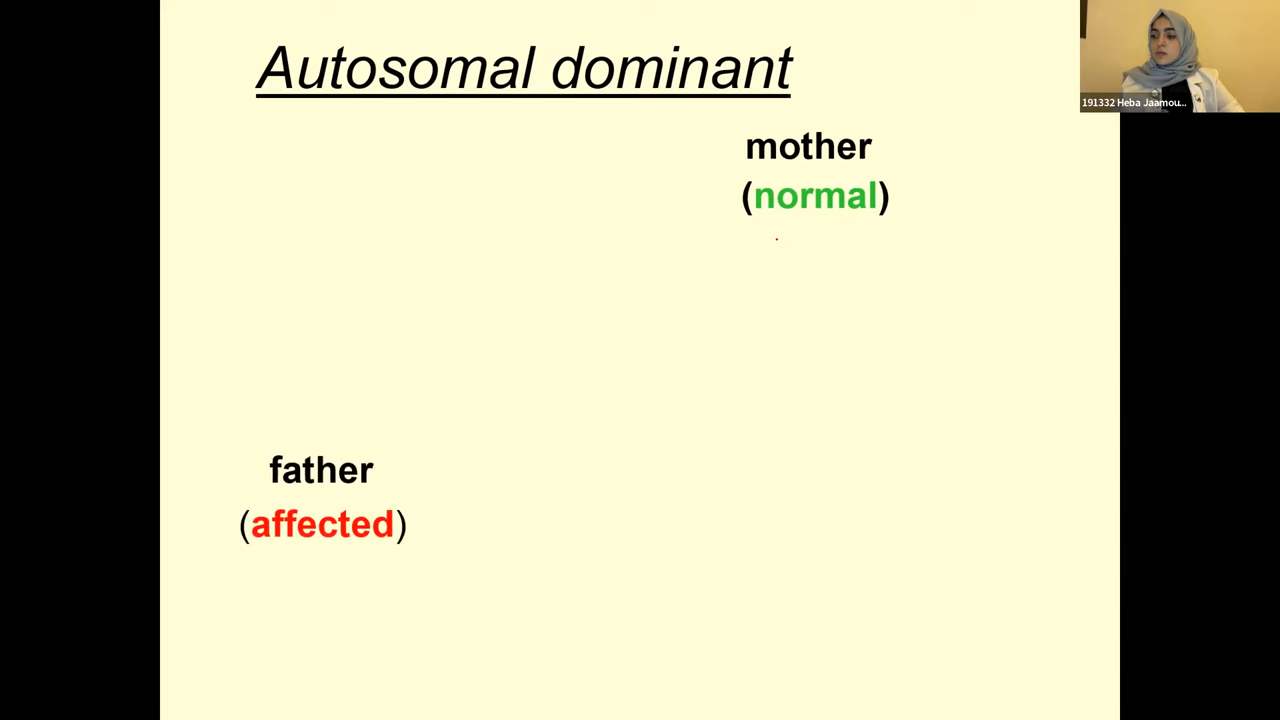 Autosomal dominant
191332 Heba Jaamou...
mother
(normal)
father
(affected)